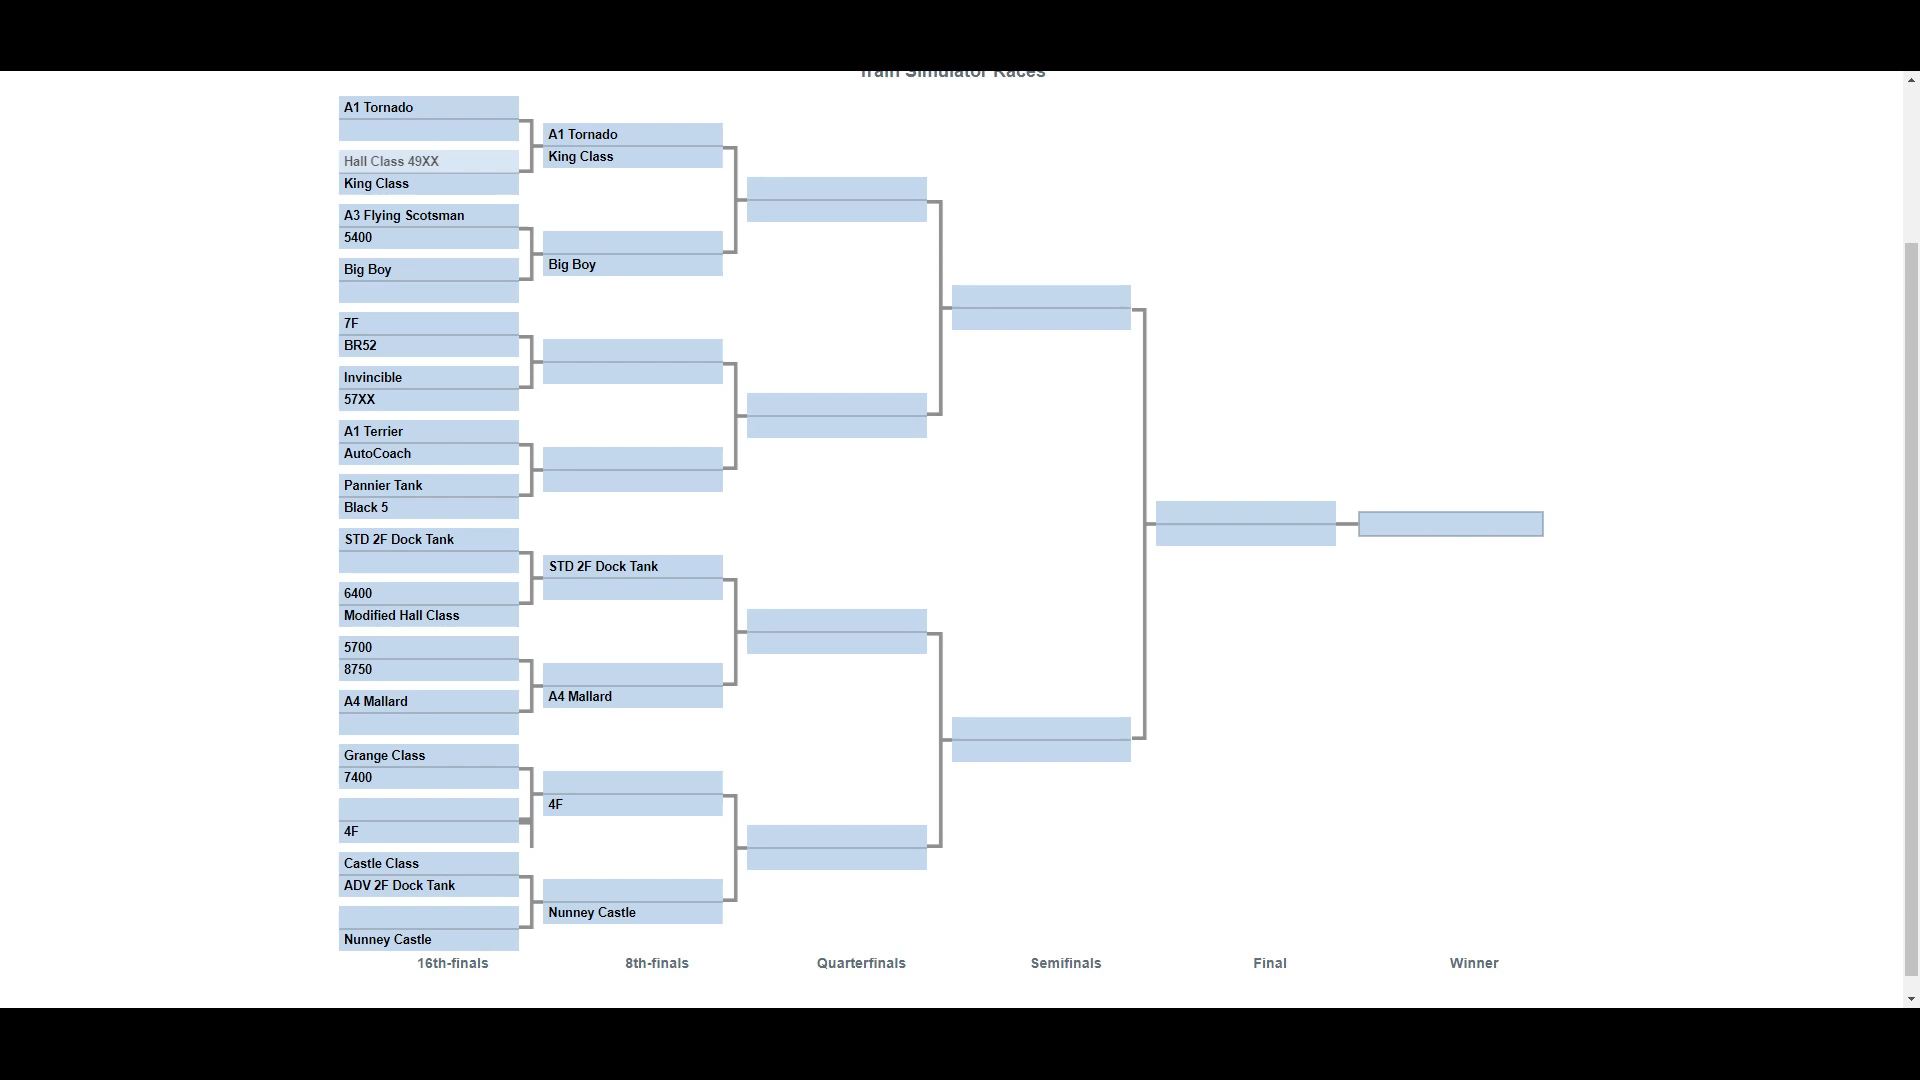 Train Simulator Races
A1 Tornado
Hall Class 49XX
King Class
A3 Flying Scotsman
5400
Big Boy
7F
BR52
Invincible
57XX
A1 Terrier
AutoCoach
Pannier Tank
Black 5
STD 2F Dock Tank
6400
Modified Hall Class
5700
8750
A4 Mallard
Grange Class
7400
4F
Castle Class
ADV 2F Dock Tank
Nunney Castle
A1 Tornado
King Class
Big Boy
STD 2F Dock Tank
A4 Mallard
4F
Nunney Castle
16th-finals
8th-finals
Quarterfinals
Semifinals
Final
Winner